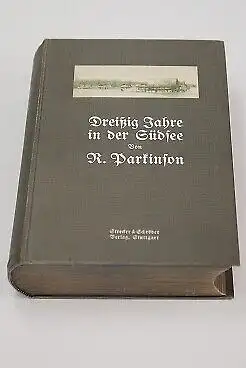 Dreißig Jahre
in der Südsee
Von
R. Parkinson
Strecker & Schröder
Verlag, Stuttgart